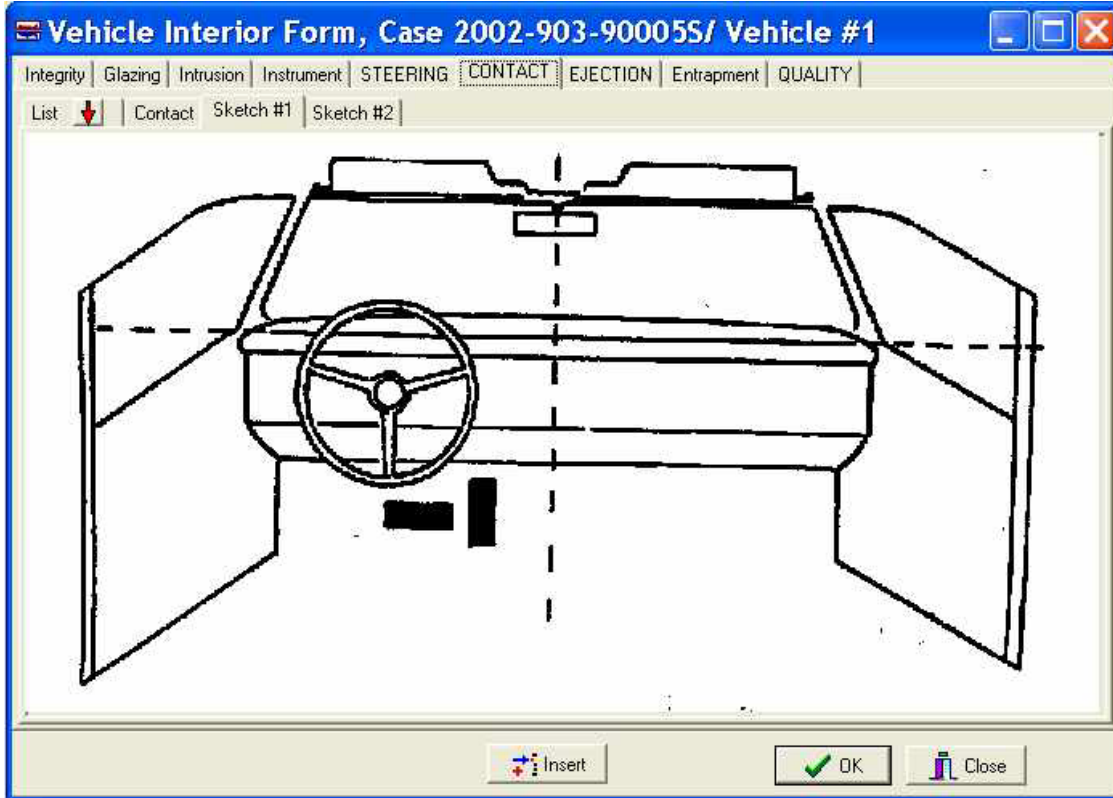 Vehicle Interior Form, Case 2002-903-90005S/ Vehicle #1
Integrity Glazing Intrusion Instrument STEERING CONTACT EJECTION Entrapment QUALITY
List Contact Sketch #1 Sketch #2
Insert OK Close